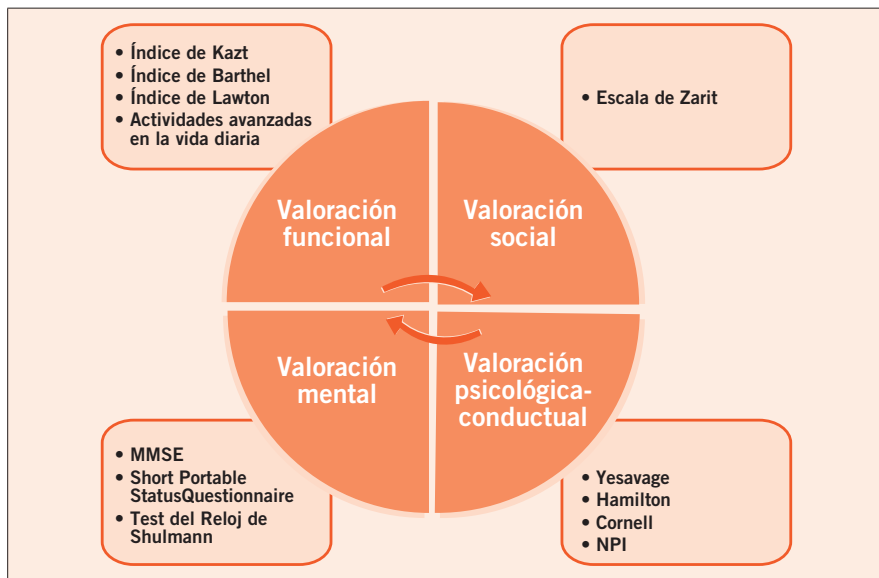 • Índice de Kazt
• Índice de Barthel
• Índice de Lawton
• Actividades avanzadas
en la vida diaria
• Escala de Zarit
Valoración
funcional
Valoración
social
Valoración
mental
Valoración
psicológica-
conductual
• MMSE
• Short Portable
StatusQuestionnaire
• Test del Reloj de
Shulmann
• Yesavage
• Hamilton
• Cornell
• NPI